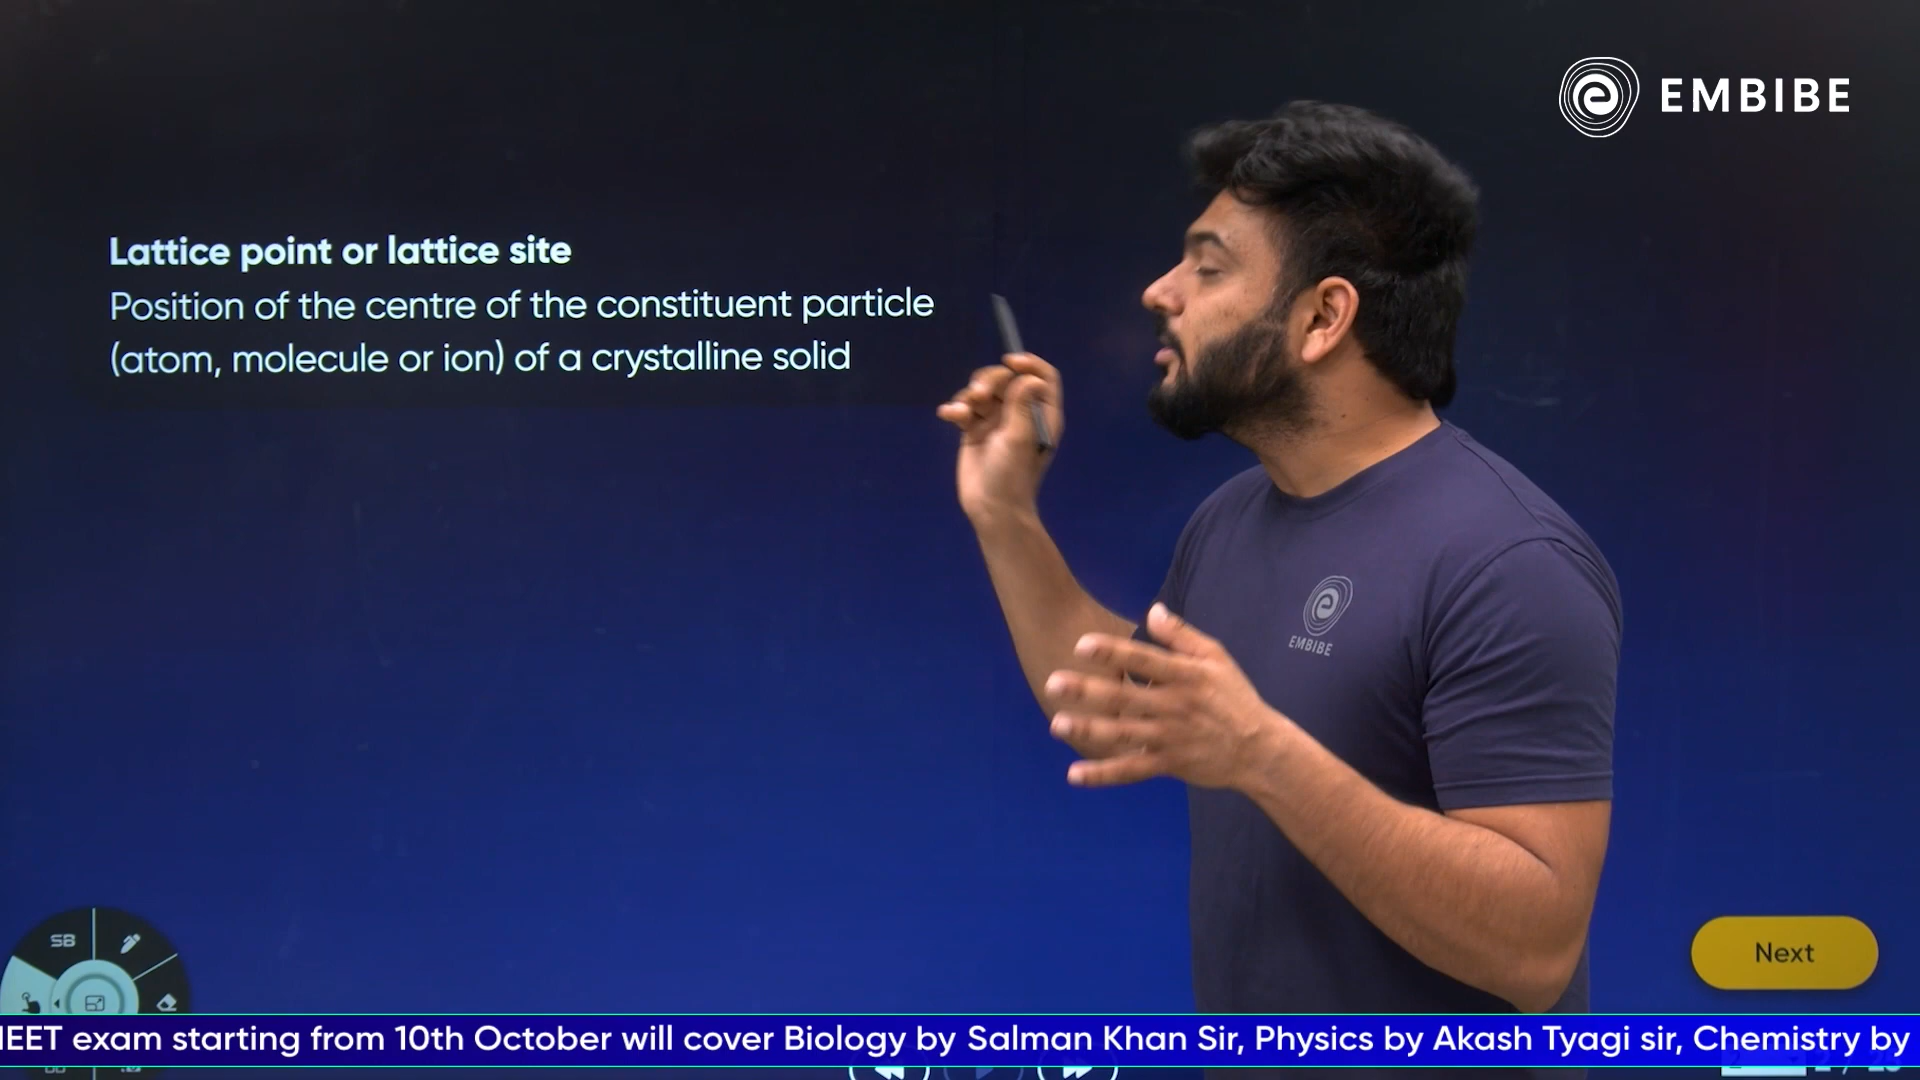 EMBIBE
Lattice point or lattice site
Position of the centre of the constituent particle
(atom, molecule or ion) of a crystalline solid
EMBIBE
SB
Next
exam starting from 10th October will cover Biology by Salman Khan Sir, Physics by Akash Tyagi sir, Chemistry by